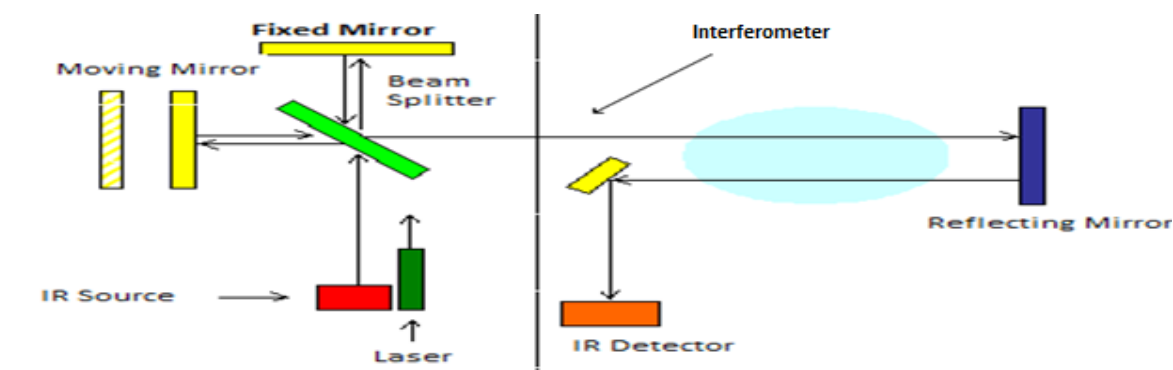 Fixed Mirror
Interferometer
Moving Mirror
Beam
Splitter
Reflecting Mirror
IR Source
IR Detector
Laser